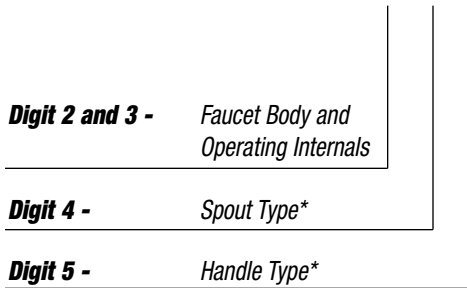 Digit 2 and 3 - Faucet Body and
Operating Internals
Digit 4 - Spout Type*
Digit 5 - Handle Type*